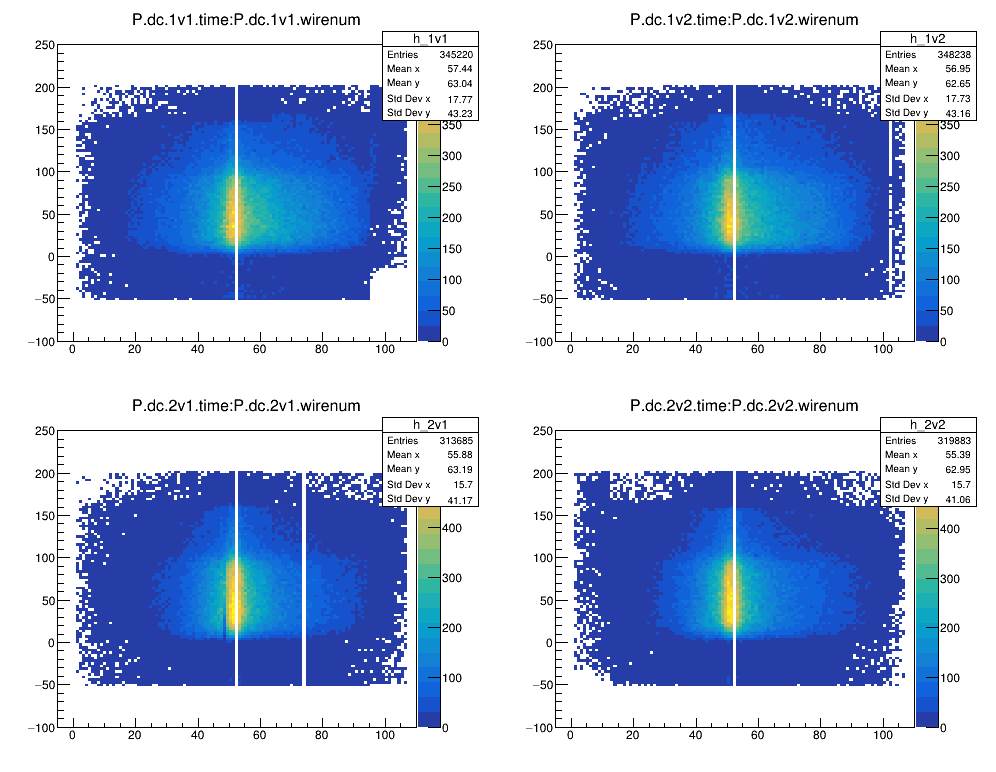 P.dc.1v1.time:P.dc.1v1.wirenum
h_1v1
Entries 345220
Mean x 57.44
Mean y 63.04
Std Dev x 17.77
Std Dev y 43.23
250
200
150
100
50
0
−50
−100
0 20 40 60 80 100
350
300
250
200
150
100
50
0
P.dc.1v2.time:P.dc.1v2.wirenum
h_1v2
Entries 348238
Mean x 56.95
Mean y 62.65
Std Dev x 17.73
Std Dev y 43.16
250
200
150
100
50
0
−50
−100
0 20 40 60 80 100
350
300
250
200
150
100
50
0
P.dc.2v1.time:P.dc.2v1.wirenum
h_2v1
Entries 313685
Mean x 55.88
Mean y 63.19
Std Dev x 15.7
Std Dev y 41.17
250
200
150
100
50
0
−50
−100
0 20 40 60 80 100
400
300
200
100
0
P.dc.2v2.time:P.dc.2v2.wirenum
h_2v2
Entries 319883
Mean x 55.39
Mean y 62.95
Std Dev x 15.7
Std Dev y 41.06
250
200
150
100
50
0
−50
−100
0 20 40 60 80 100
400
300
200
100
0